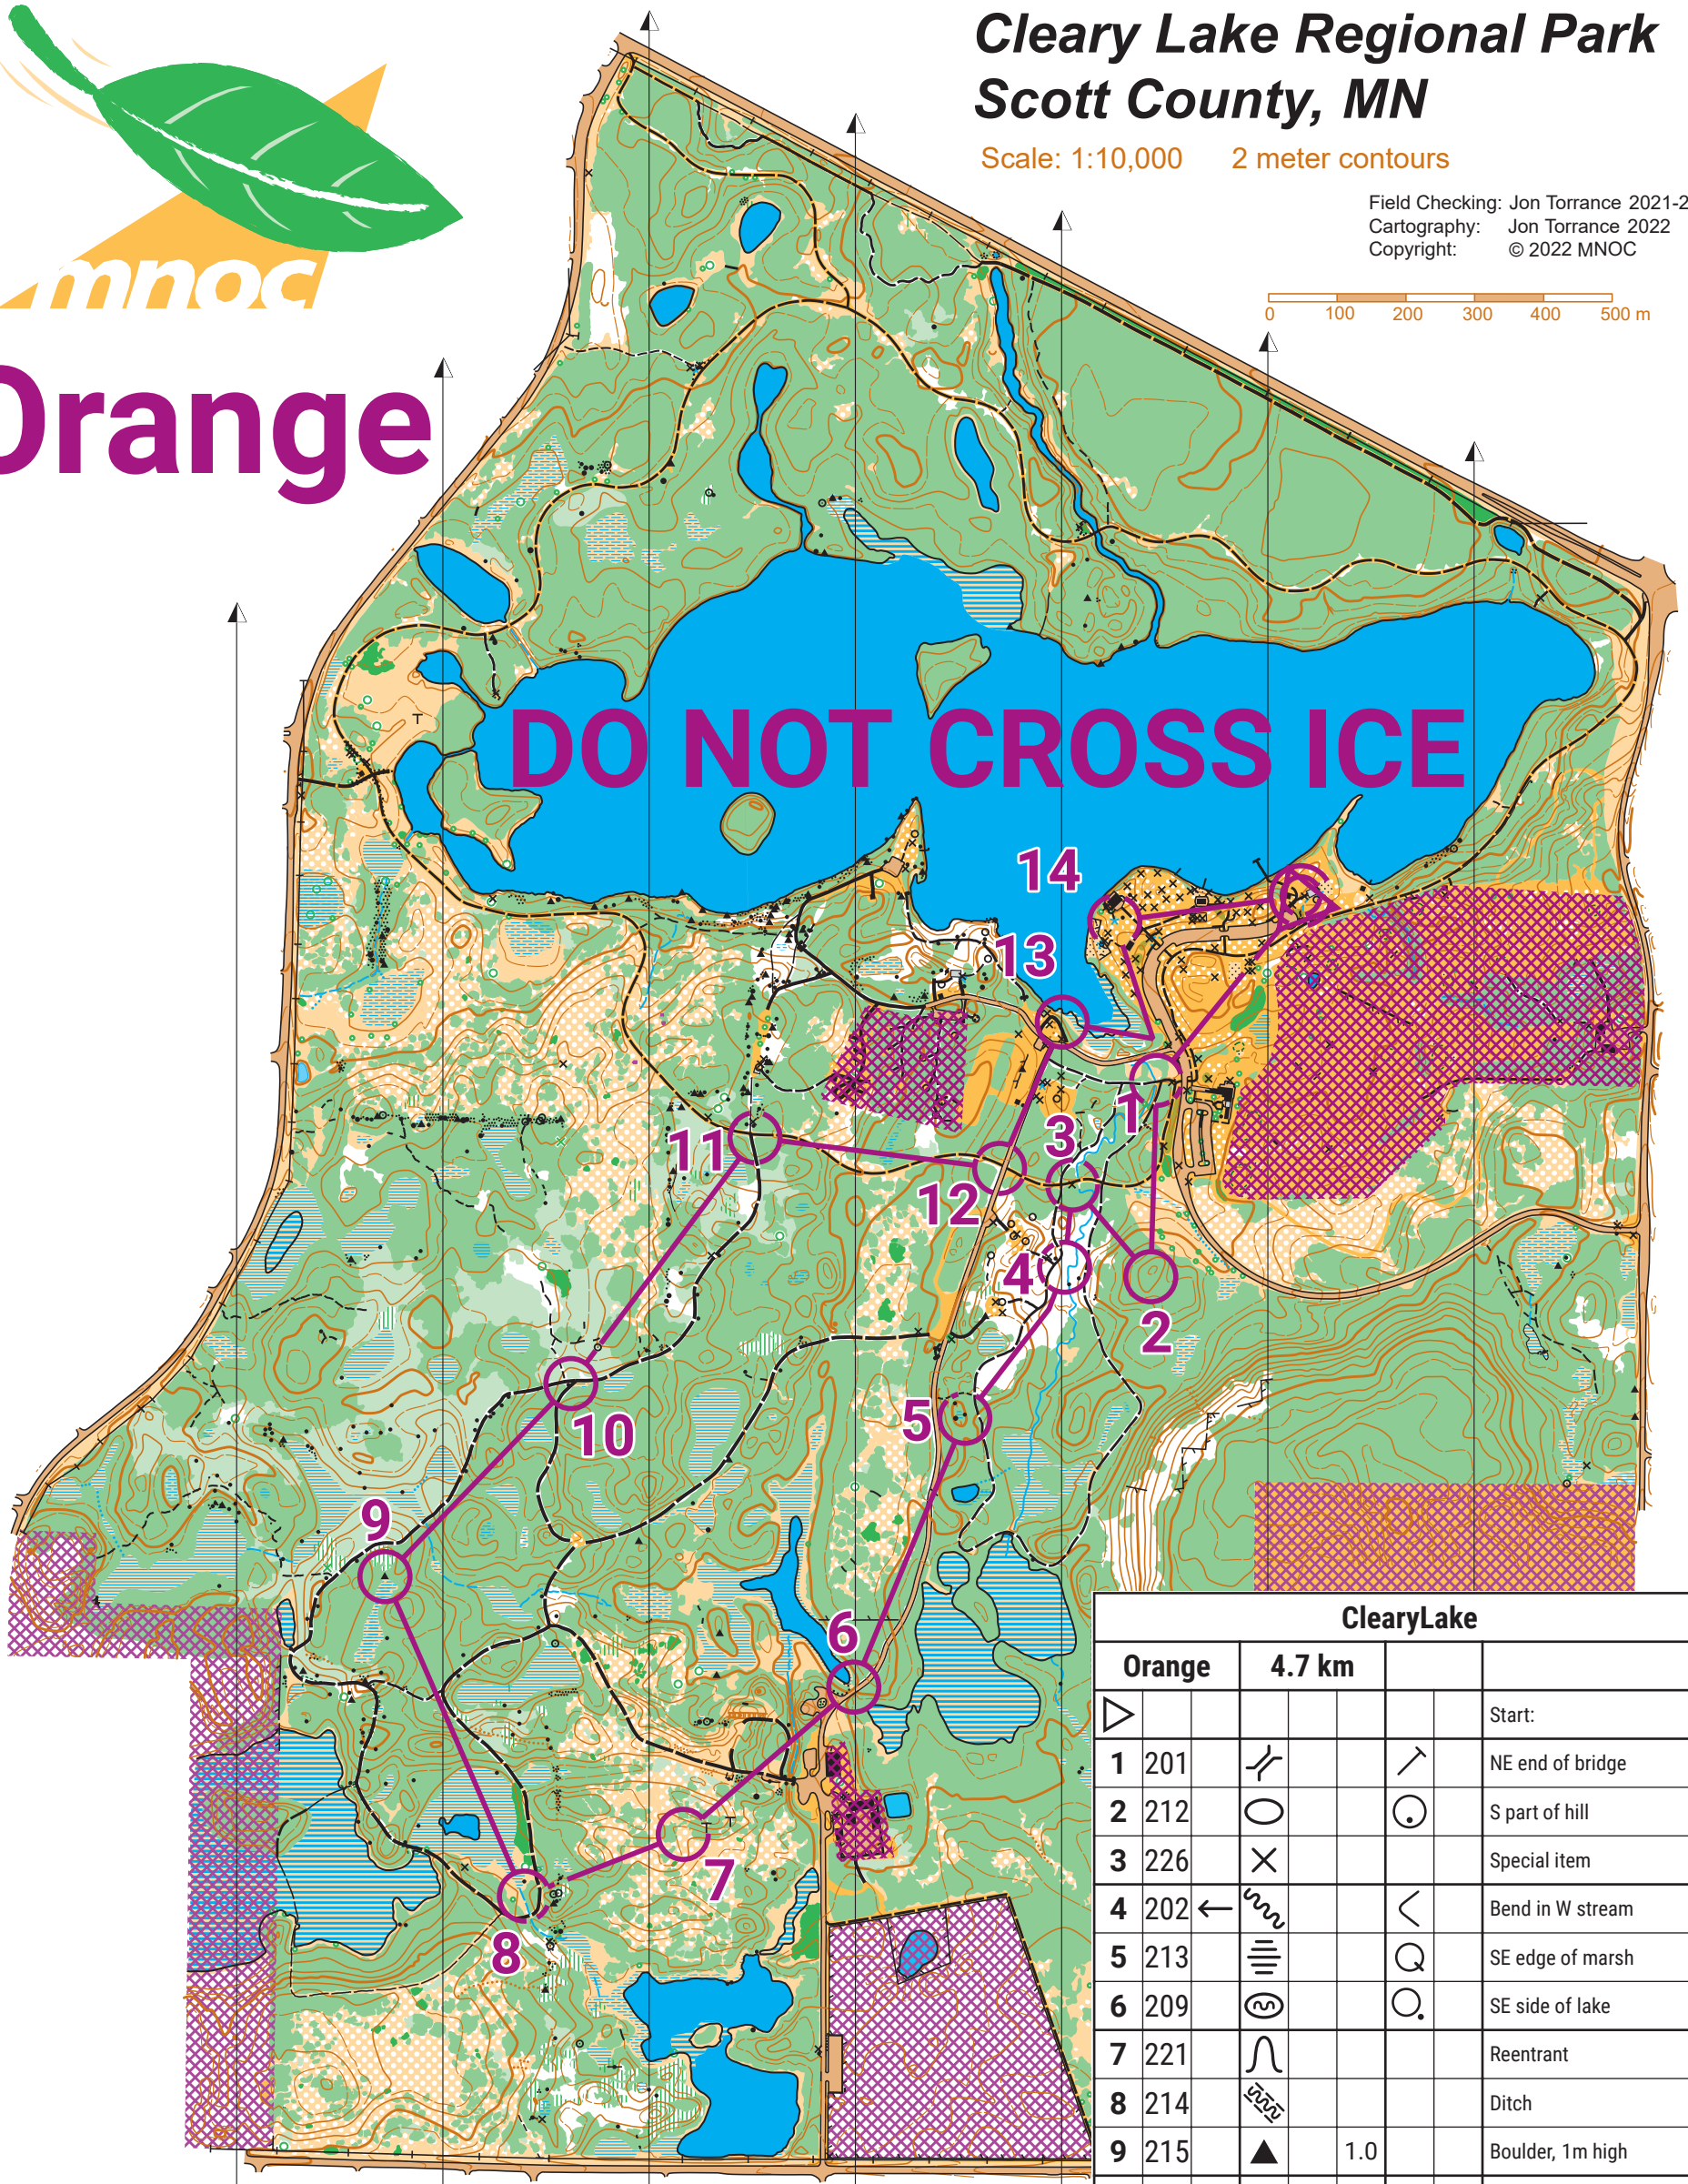 Cleary Lake Regional Park
Scott County, MN
Scale: 1:10,000 2 meter contours
Field Checking: Jon Torrance 2021-2
Cartography: Jon Torrance 2022
Copyright: © 2022 MNOC
0 100 200 300 400 500 m
mnoc
Orange
DO NOT CROSS ICE
14
13
1
3
11
12
4
2
5
10
9
6
7
8
ClearyLake
Orange 4.7 km
Start:
1 201 NE end of bridge
2 212 S part of hill
3 226 Special item
4 202 Bend in W stream
5 213 SE edge of marsh
6 209 SE side of lake
7 221 Reentrant
8 214 Ditch
9 215 1.0 Boulder, 1m high